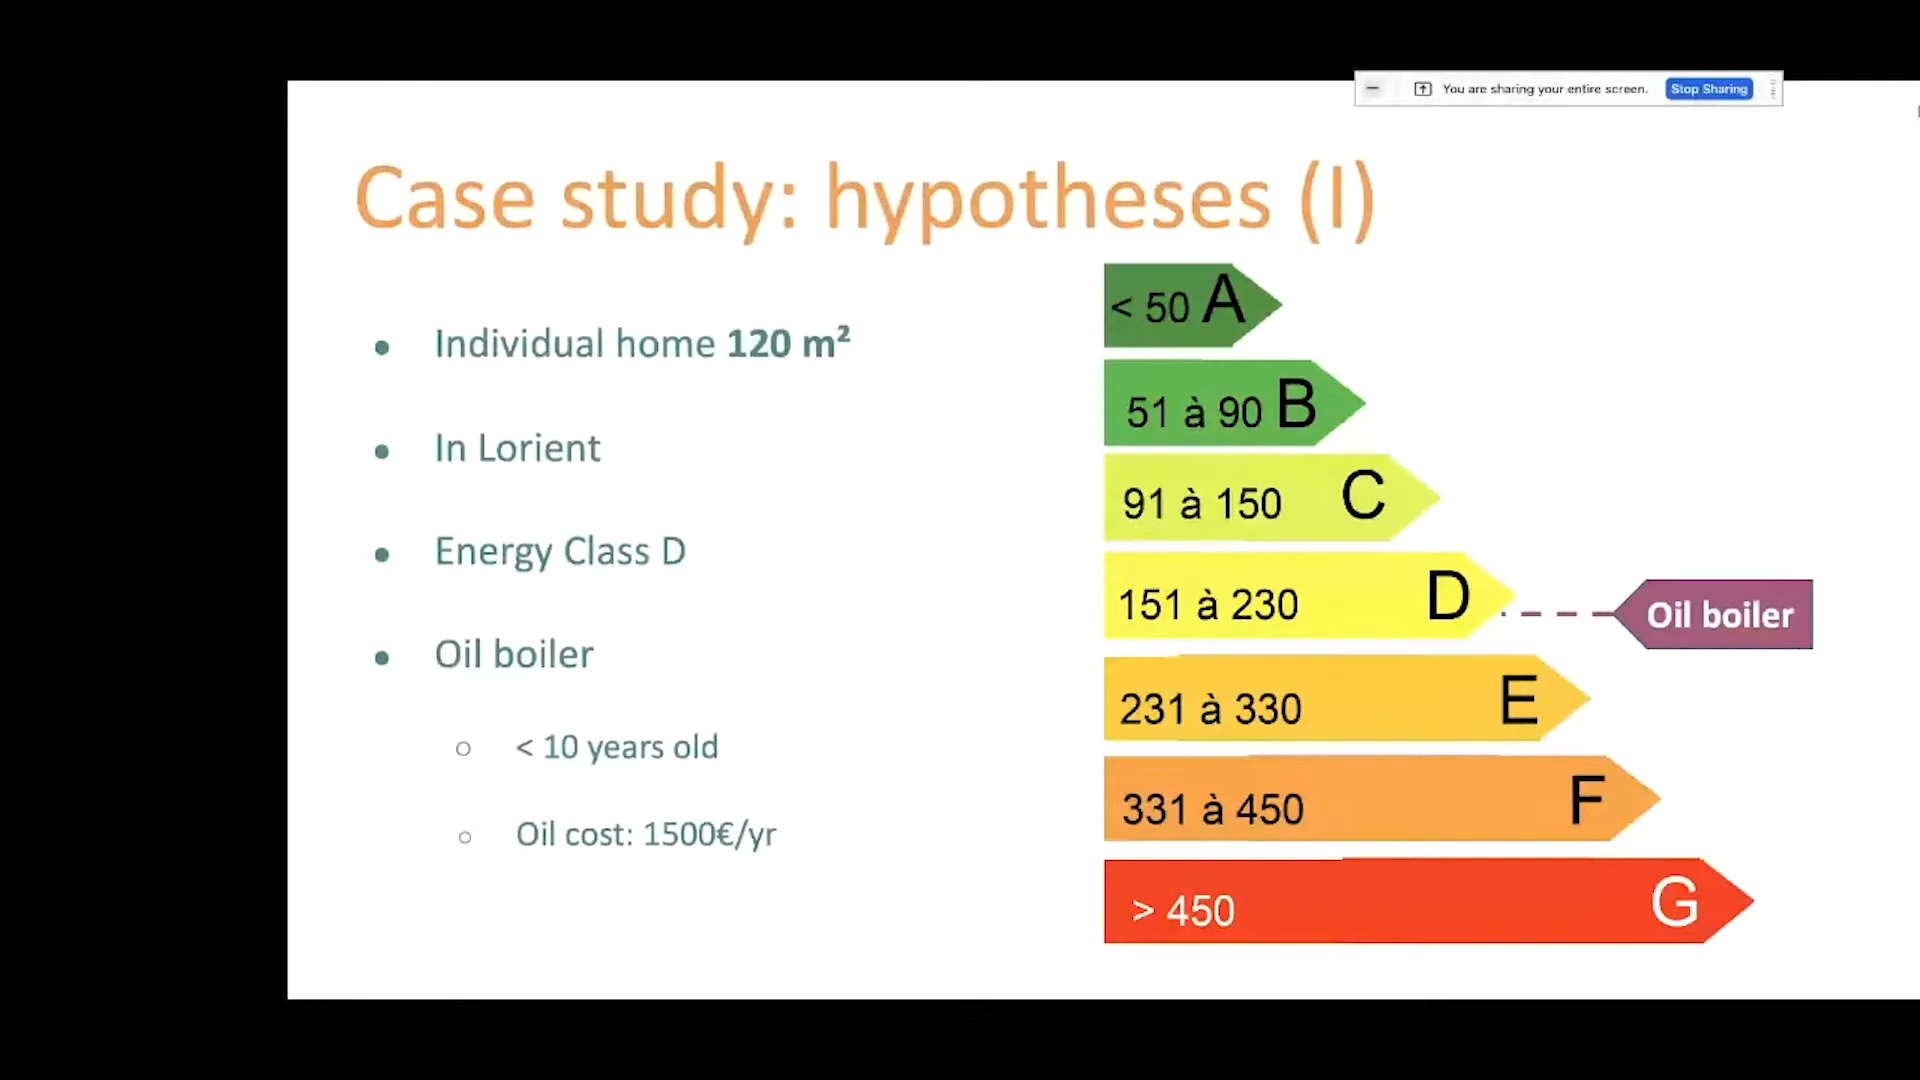 You are sharing your entire screen. Stop Sharing
Case study: hypotheses (I)
Individual home 120 m²
In Lorient
Energy Class D
Oil boiler
< 10 years old
Oil cost: 1500€/yr
< 50 A
51 à 90 B
91 à 150 C
151 à 230 D
Oil boiler
231 à 330 E
331 à 450 F
> 450 G